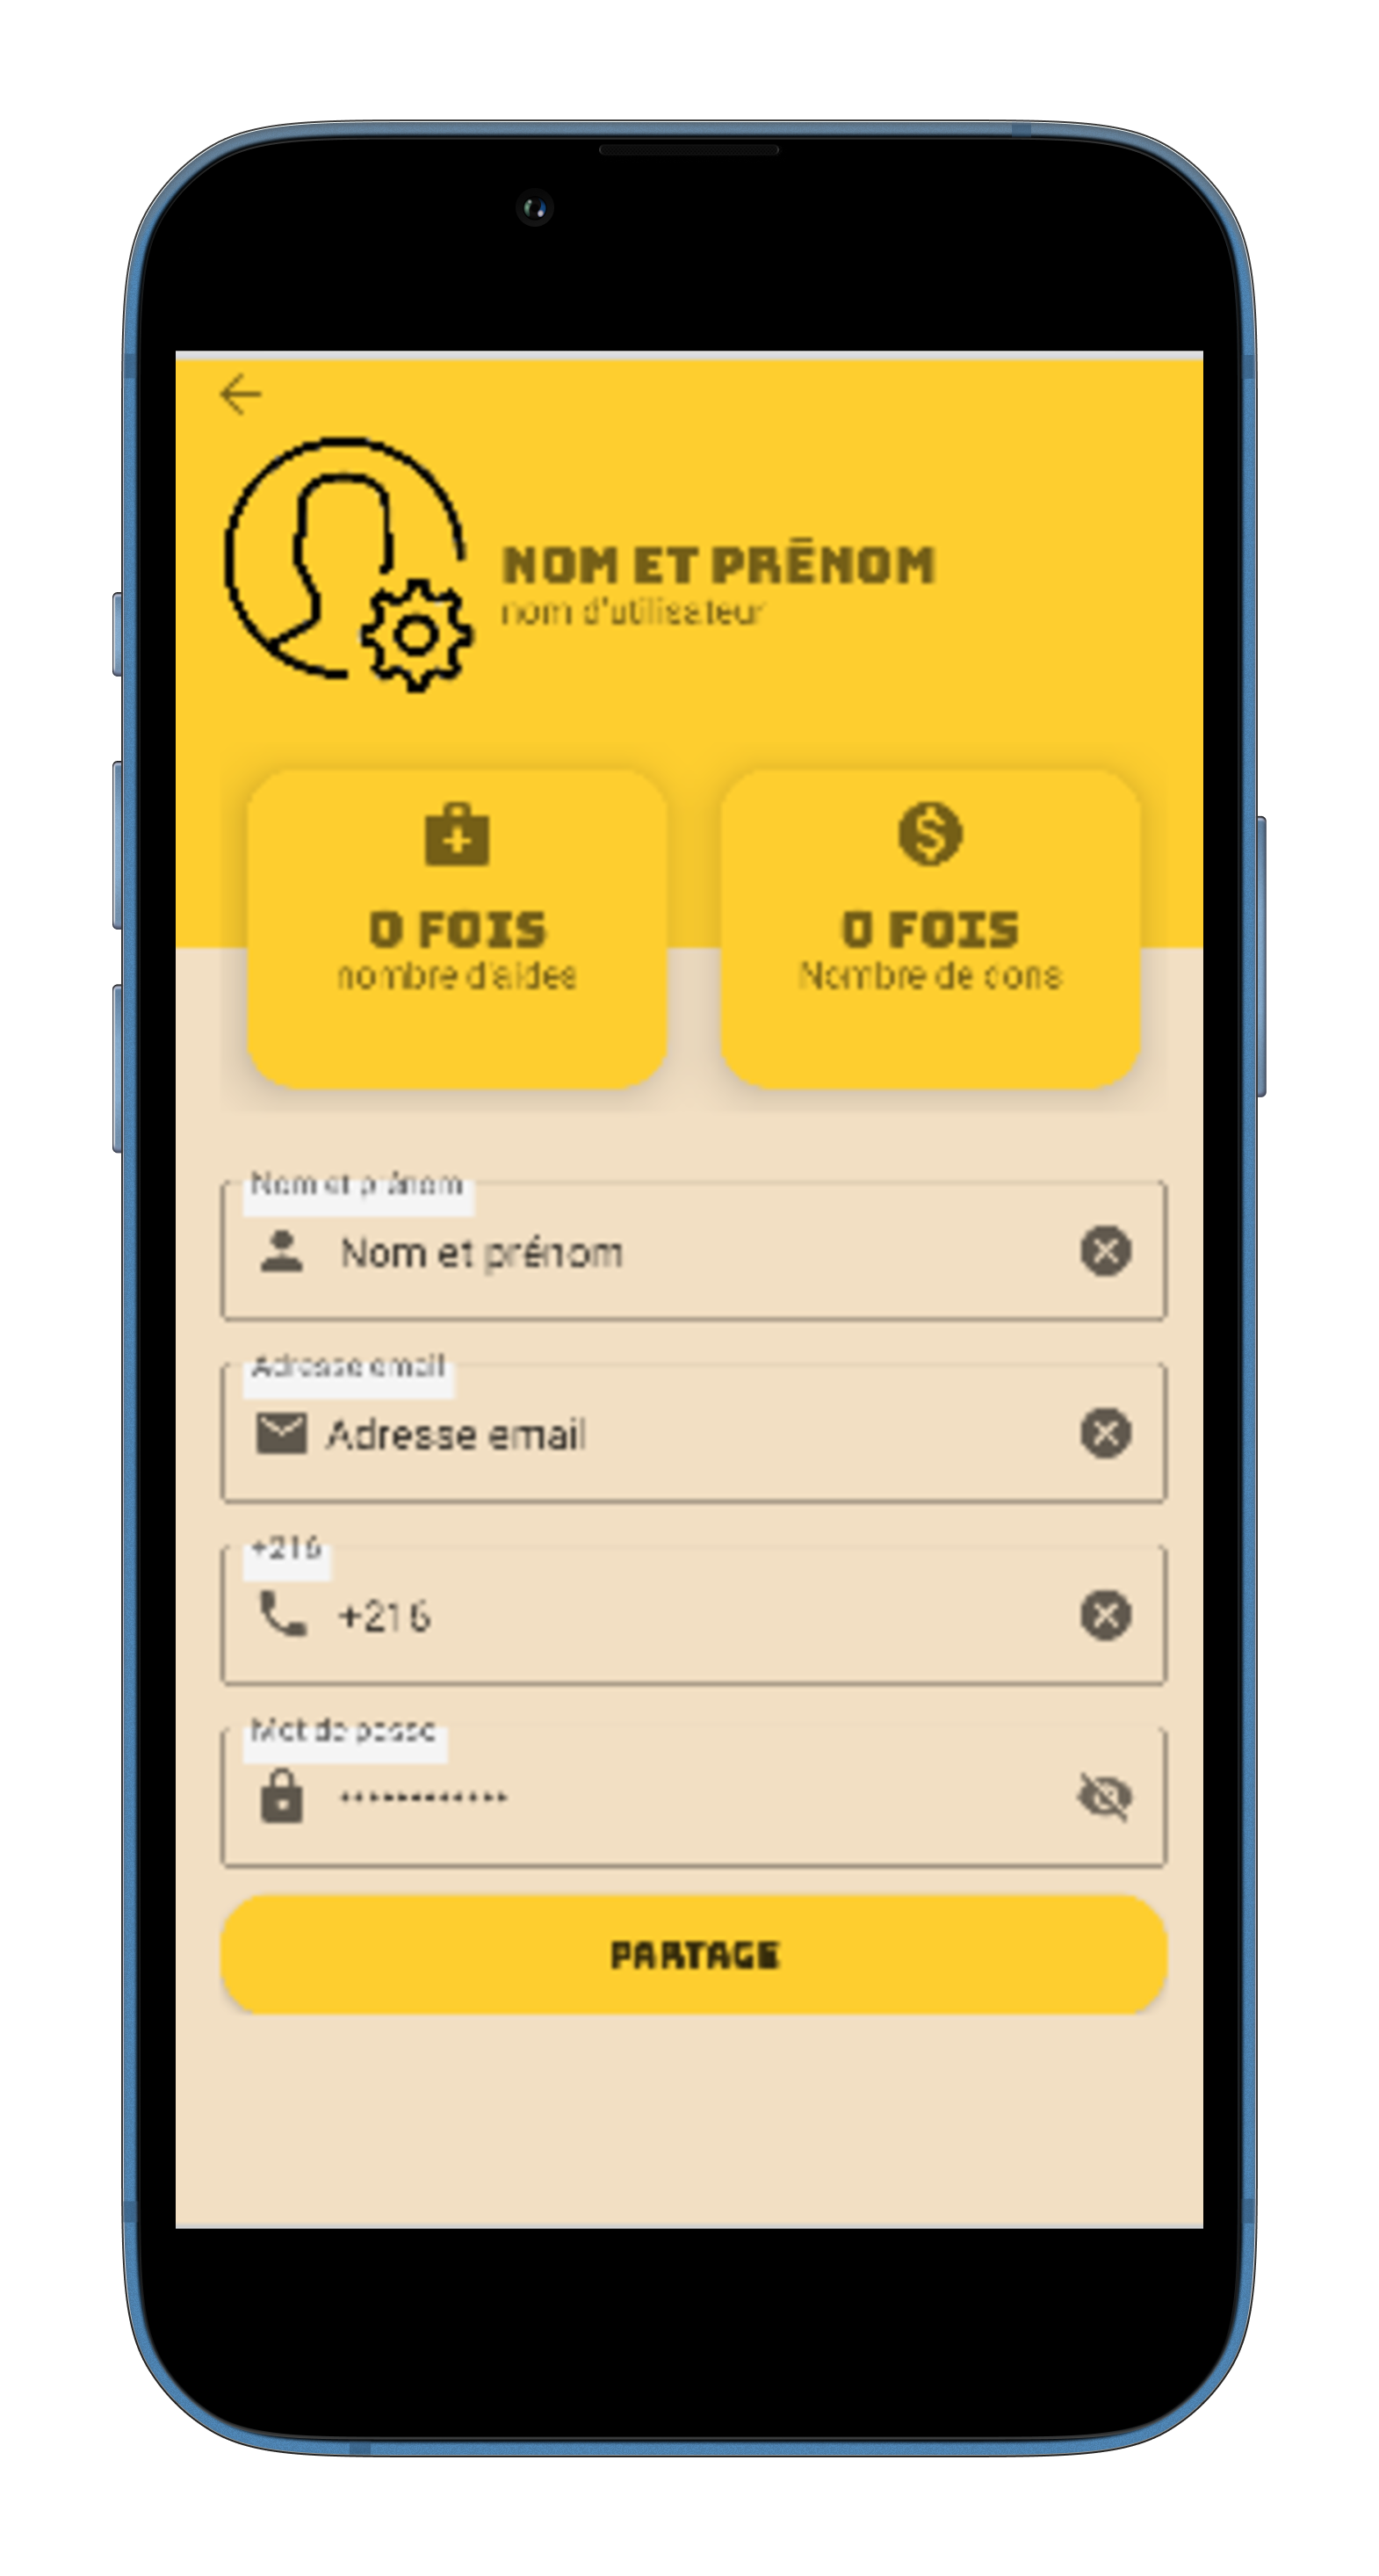 NOM ET PRÉNOM
nom d'utilisateur
0 FOIS
nombre d'aides
0 FOIS
Nombre de dons
Nom et prénom
Nom et prénom
Adresse email
Adresse email
+216
+216
Mot de passe
••••••••••••
PARTAGE